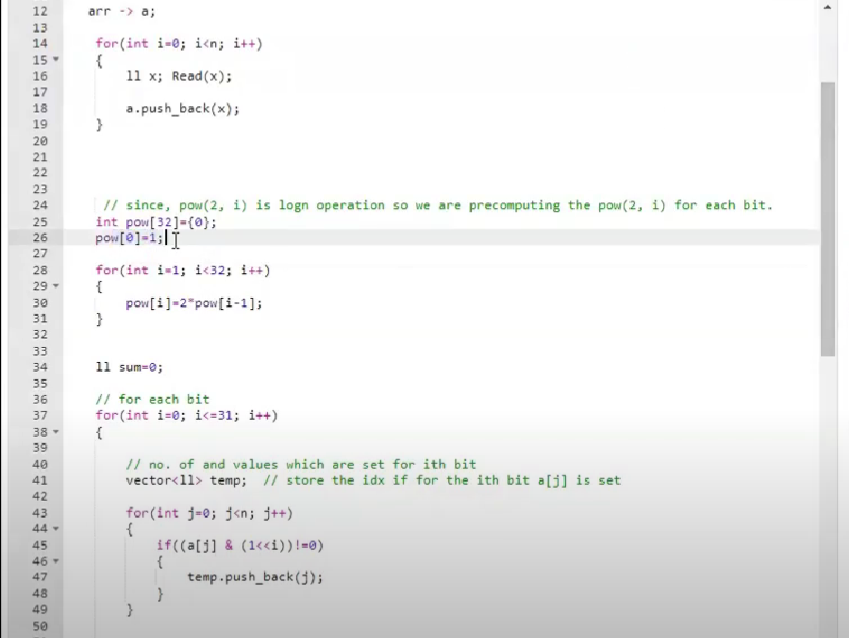 12 arr -> a;
13
14 for(int i=0; i<n; i++)
15 {
16 ll x; Read(x);
17
18 a.push_back(x);
19 }
20
21
22
23
24 // since, pow(2, i) is logn operation so we are precomputing the pow(2, i) for each bit.
25 int pow[32]={0};
26 pow[0]=1;
27
28 for(int i=1; i<32; i++)
29 {
30 pow[i]=2*pow[i-1];
31 }
32
33
34 ll sum=0;
35
36 // for each bit
37 for(int i=0; i<=31; i++)
38 {
39
40 // no. of and values which are set for ith bit
41 vector<ll> temp; // store the idx if for the ith bit a[j] is set
42
43 for(int j=0; j<n; j++)
44 {
45 if((a[j] & (1<<i))!=0)
46 {
47 temp.push_back(j);
48 }
49 }
50